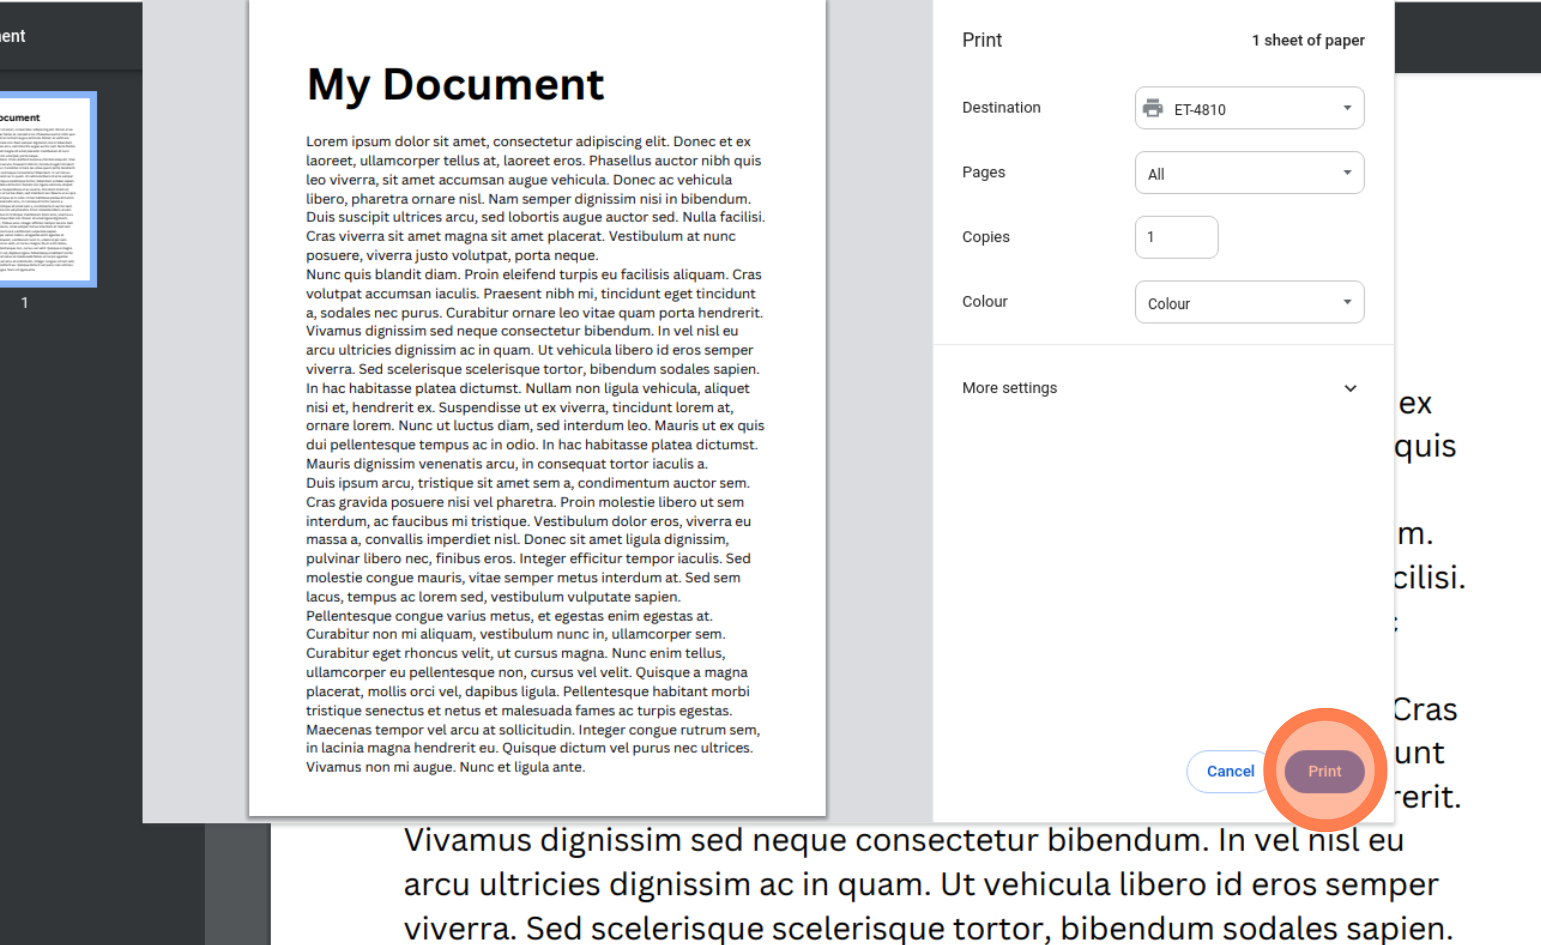 ent
ocument
1
My Document
Lorem ipsum dolor sit amet, consectetur adipiscing elit. Donec et ex
laoreet, ullamcorper tellus at, laoreet eros. Phasellus auctor nibh quis
leo viverra, sit amet accumsan augue vehicula. Donec ac vehicula
libero, pharetra ornare nisl. Nam semper dignissim nisi in bibendum.
Duis suscipit ultrices arcu, sed lobortis augue auctor sed. Nulla facilisi.
Cras viverra sit amet magna sit amet placerat. Vestibulum at nunc
posuere, viverra justo volutpat, porta neque.
Nunc quis blandit diam. Proin eleifend turpis eu facilisis aliquam. Cras
volutpat accumsan iaculis. Praesent nibh mi, tincidunt eget tincidunt
a, sodales nec purus. Curabitur ornare leo vitae quam porta hendrerit.
Vivamus dignissim sed neque consectetur bibendum. In vel nisl eu
arcu ultricies dignissim ac in quam. Ut vehicula libero id eros semper
viverra. Sed scelerisque scelerisque tortor, bibendum sodales sapien.
In hac habitasse platea dictumst. Nullam non ligula vehicula, aliquet
nisi et, hendrerit ex. Suspendisse ut ex viverra, tincidunt lorem at,
ornare lorem. Nunc ut luctus diam, sed interdum leo. Mauris ut ex quis
dui pellentesque tempus ac in odio. In hac habitasse platea dictumst.
Mauris dignissim venenatis arcu, in consequat tortor iaculis a.
Duis ipsum arcu, tristique sit amet sem a, condimentum auctor sem.
Cras gravida posuere nisi vel pharetra. Proin molestie libero ut sem
interdum, ac faucibus mi tristique. Vestibulum dolor eros, viverra eu
massa a, convallis imperdiet nisl. Donec sit amet ligula dignissim,
pulvinar libero nec, finibus eros. Integer efficitur tempor iaculis. Sed
molestie congue mauris, vitae semper metus interdum at. Sed sem
lacus, tempus ac lorem sed, vestibulum vulputate sapien.
Pellentesque congue varius metus, et egestas enim egestas at.
Curabitur non mi aliquam, vestibulum nunc in, ullamcorper sem.
Curabitur eget rhoncus velit, ut cursus magna. Nunc enim tellus,
ullamcorper eu pellentesque non, cursus vel velit. Quisque a magna
placerat, mollis orci vel, dapibus ligula. Pellentesque habitant morbi
tristique senectus et netus et malesuada fames ac turpis egestas.
Maecenas tempor vel arcu at sollicitudin. Integer congue rutrum sem,
in lacinia magna hendrerit eu. Quisque dictum vel purus nec ultrices.
Vivamus non mi augue. Nunc et ligula ante.
Print 1 sheet of paper
Destination ET-4810
Pages All
Copies 1
Colour Colour
More settings
Cancel Print
ex
quis
m.
cilisi.
Cras
unt
rerit.
Vivamus dignissim sed neque consectetur bibendum. In vel nisl eu
arcu ultricies dignissim ac in quam. Ut vehicula libero id eros semper
viverra. Sed scelerisque scelerisque tortor, bibendum sodales sapien.